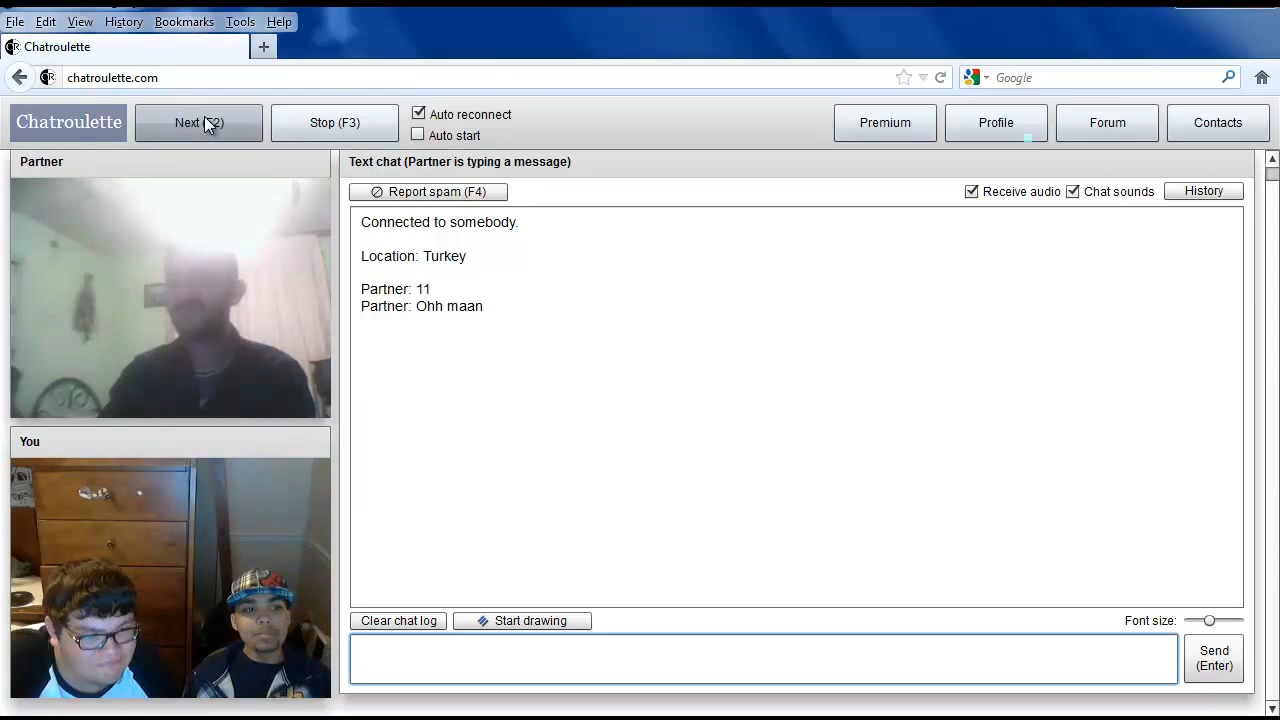 File Edit View History Bookmarks Tools Help
Chatroulette
chatroulette.com
Google
Chatroulette
Next
2)
Stop (F3)
Auto reconnect
Auto start
Premium
Profile
Forum
Contacts
Partner
Text chat (Partner is typing a message)
Report spam (F4)
Receive audio
Chat sounds
History
Connected to somebody.
Location: Turkey
Partner: 11
Partner: Ohh maan
You
Clear chat log
Start drawing
Font size:
Send
(Enter)